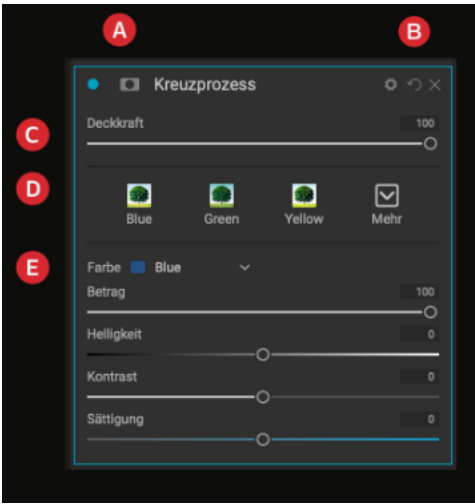 A
B
Kreuzprozess
C
Deckkraft 100
D
Blue Green Yellow Mehr
E
Farbe Blue
Betrag 100
Helligkeit 0
Kontrast 0
Sättigung 0